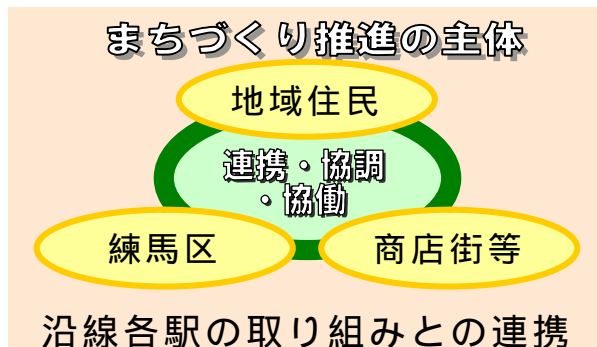 まちづくり推進の主体
地域住民
連携・協調
・協働
練馬区
商店街等
沿線各駅の取り組みとの連携